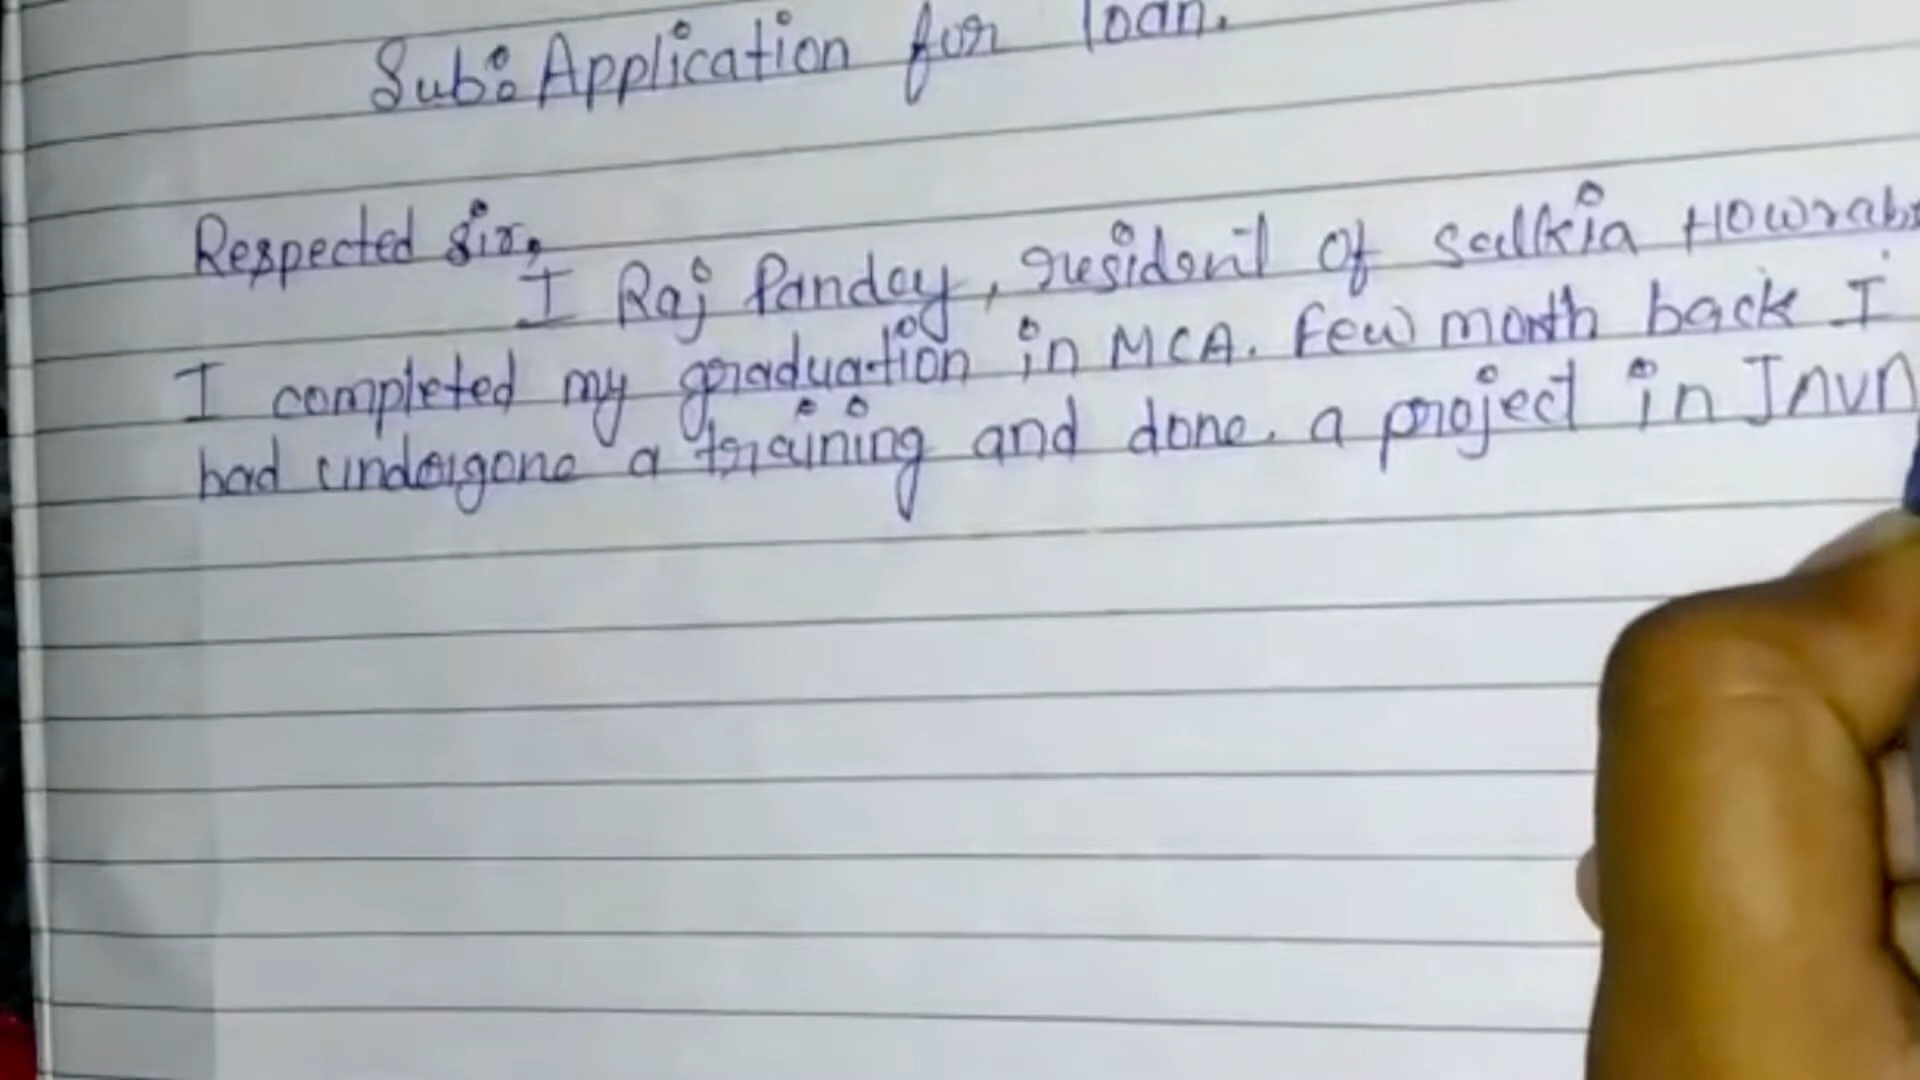 Sub: Application for loan.
Respected Sir,
I Raj Panday, resident of Salkia Howrah
I completed my graduation in MCA. Few month back I
had undergone a training and done. a project in